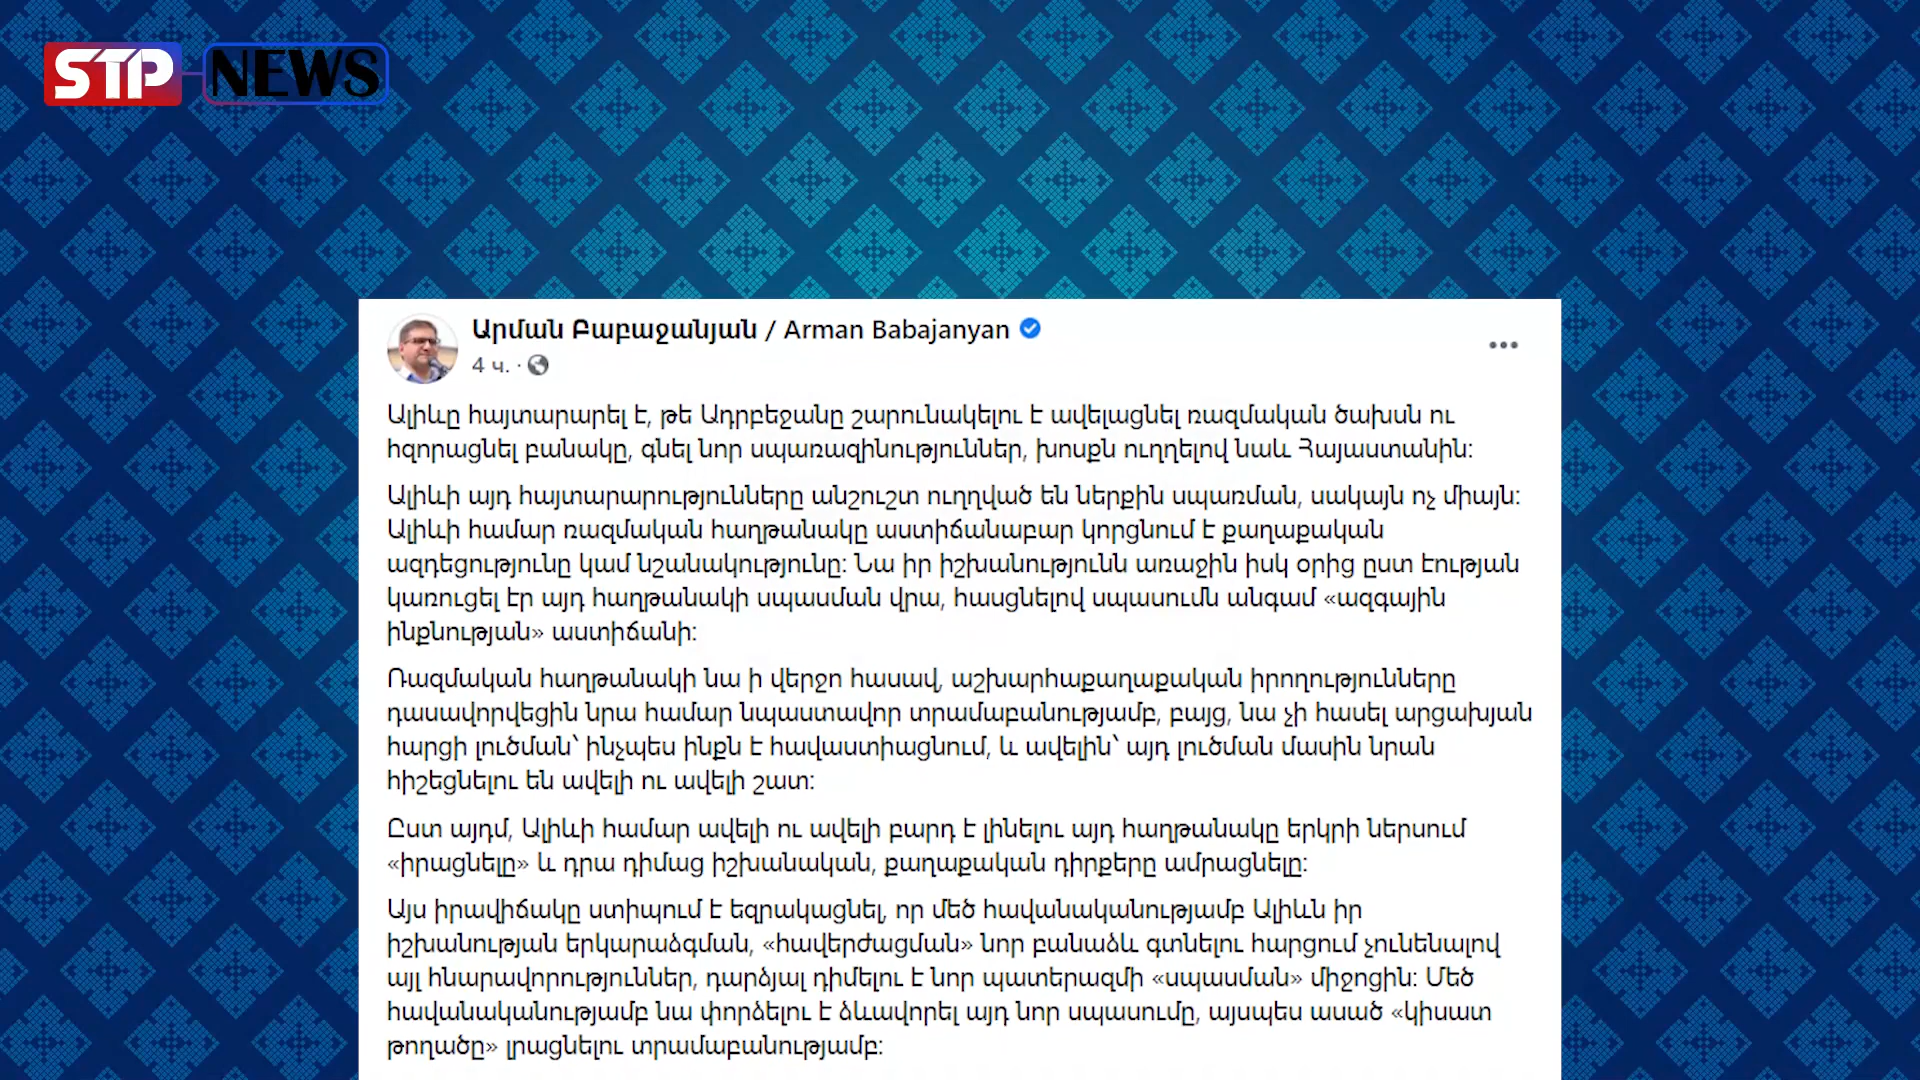 STP NEWS
Արման Բաբաջանյան / Arman Babajanyan
4 ч. ·
Ալիևը հայտարարել է, թե Ադրբեջանը շարունակելու է ավելացնել ռազմական ծախսն ու
հզորացնել բանակը, գնել նոր սպառազինություններ, խոսքն ուղղելով նաև Հայաստանին։
Ալիևի այդ հայտարարությունները անշուշտ ուղղված են ներքին սպառման, սակայն ոչ միայն։
Ալիևի համար ռազմական հաղթանակը աստիճանաբար կորցնում է քաղաքական
ազդեցությունը կամ նշանակությունը։ Նա իր իշխանությունն առաջին իսկ օրից ըստ էության
կառուցել էր այդ հաղթանակի սպասման վրա, հասցնելով սպասումն անգամ «ազգային
ինքնության» աստիճանի։
Ռազմական հաղթանակի նա ի վերջո հասավ, աշխարհաքաղաքական իրողությունները
դասավորվեցին նրա համար նպաստավոր տրամաբանությամբ, բայց, նա չի հասել արցախյան
հարցի լուծման՝ ինչպես ինքն է հավաստիացնում, և ավելին՝ այդ լուծման մասին նրան
հիշեցնելու են ավելի ու ավելի շատ։
Ըստ այդմ, Ալիևի համար ավելի ու ավելի բարդ է լինելու այդ հաղթանակը երկրի ներսում
«իրացնելը» և դրա դիմաց իշխանական, քաղաքական դիրքերը ամրացնելը։
Այս իրավիճակը ստիպում է եզրակացնել, որ մեծ հավանականությամբ Ալիևն իր
իշխանության երկարաձգման, «հավերժացման» նոր բանաձև գտնելու հարցում չունենալով
այլ հնարավորություններ, դարձյալ դիմելու է նոր պատերազմի «սպասման» միջոցին։ Մեծ
հավանականությամբ նա փորձելու է ձևավորել այդ նոր սպասումը, այսպես ասած «կիսատ
թողածը» լրացնելու տրամաբանությամբ։